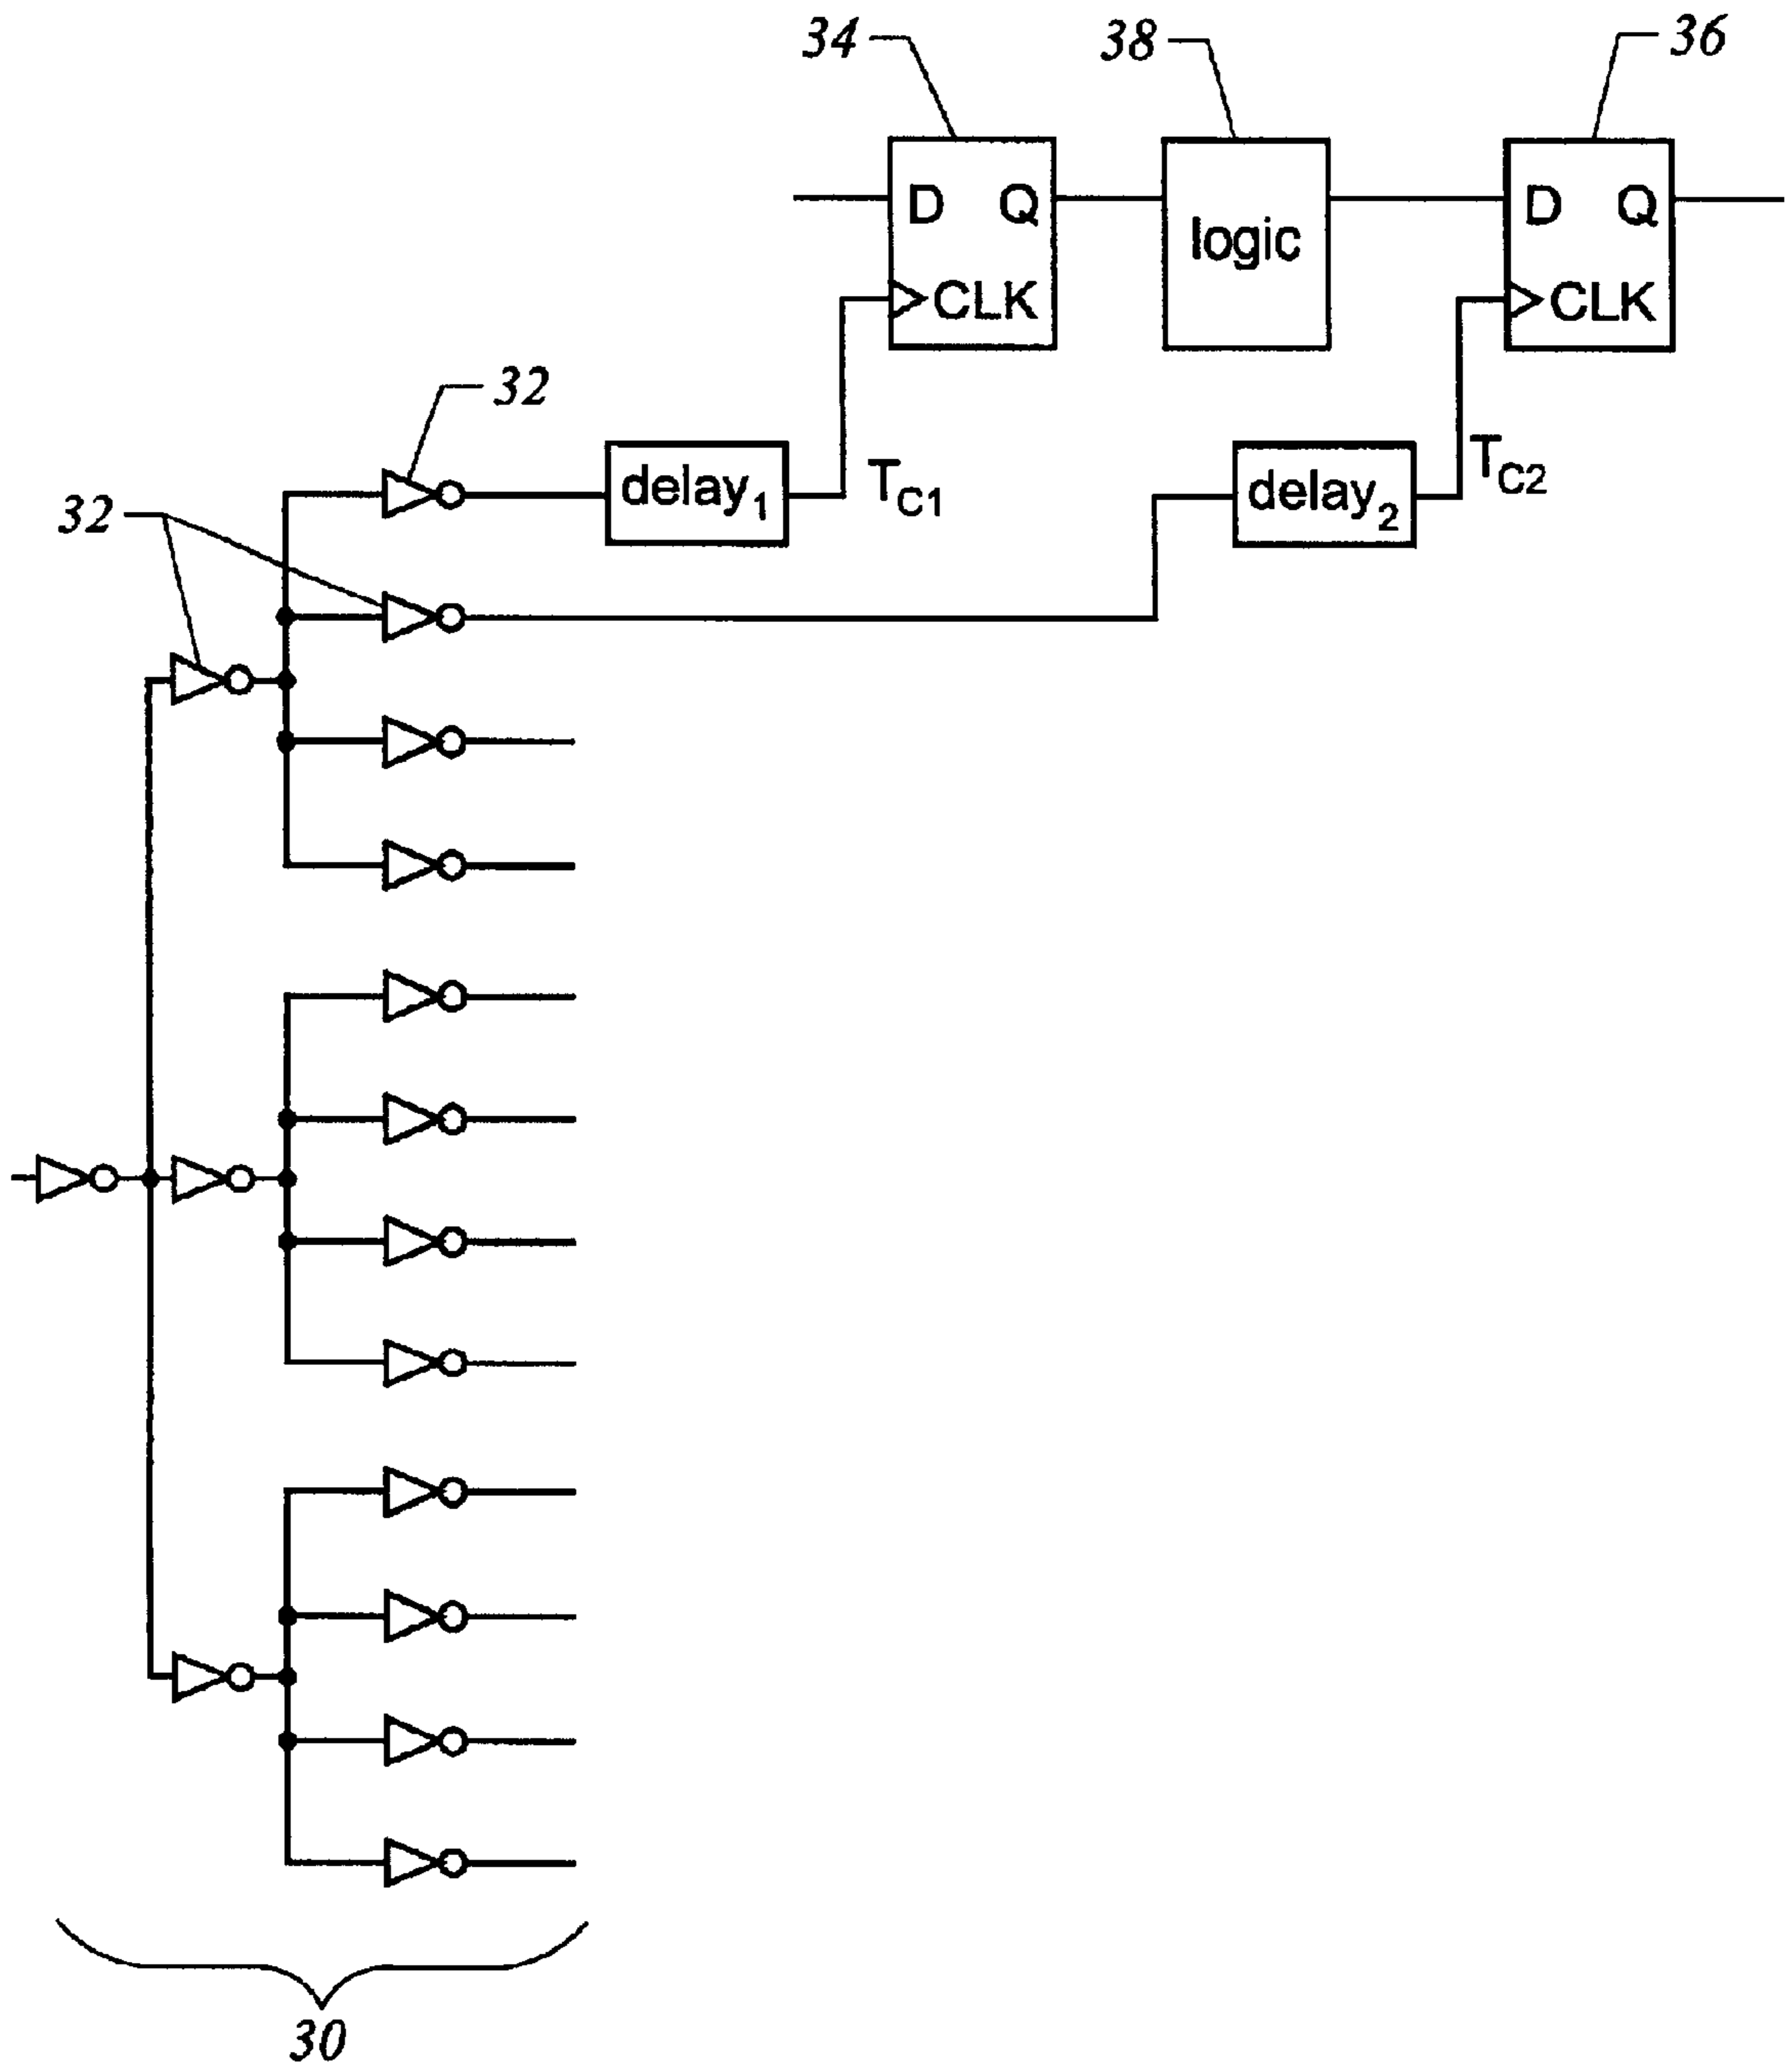 34 38 36
D Q logic D Q
CLK CLK
32
delay1 TC1 delay2 TC2
32
30